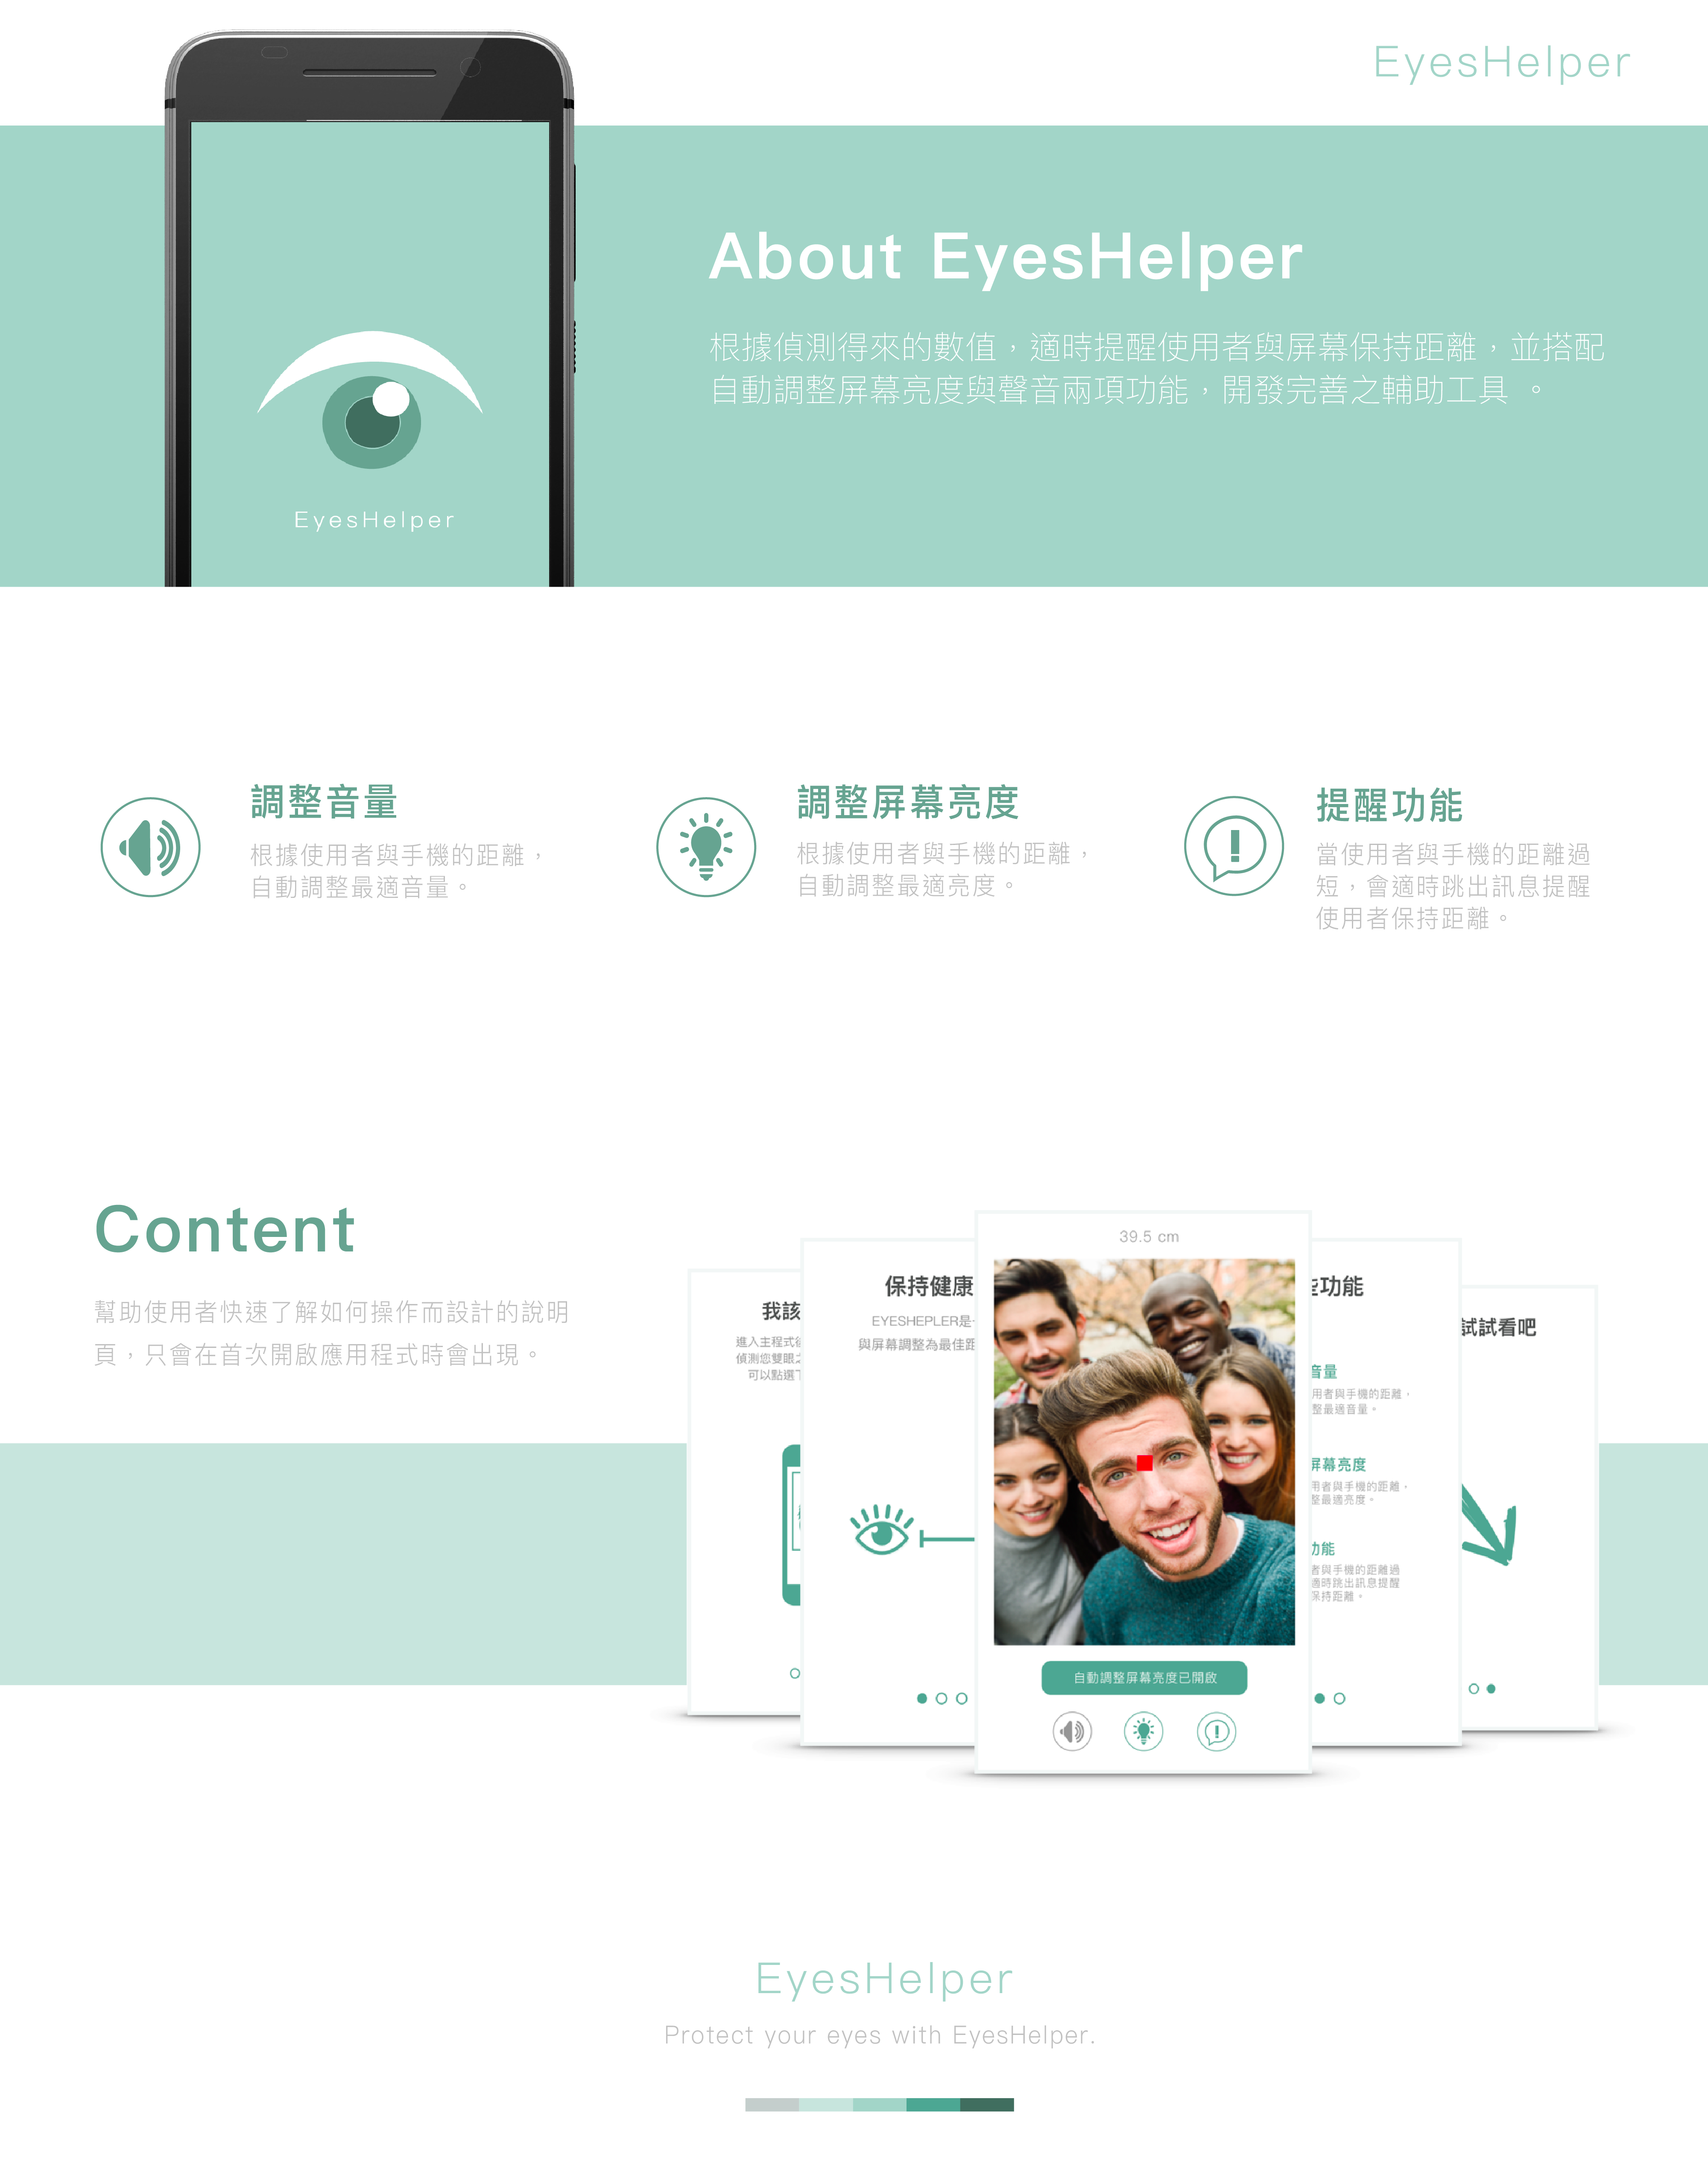 EyesHelper
About EyesHelper
根據偵測得來的數值，適時提醒使用者與屏幕保持距離，並搭配
自動調整屏幕亮度與聲音兩項功能，開發完善之輔助工具 。
EyesHelper
調整音量
根據使用者與手機的距離，
自動調整最適音量。
調整屏幕亮度
根據使用者與手機的距離，
自動調整最適亮度。
提醒功能
當使用者與手機的距離過
短，會適時跳出訊息提醒
使用者保持距離。
Content
幫助使用者快速了解如何操作而設計的說明
頁，只會在首次開啟應用程式時會出現。
我該
進入主程式
偵測您雙眼
可以點選
保持健康
EYESHEPLER是
與屏幕調整為最佳距
39.5 cm
自動調整屏幕亮度已開啟
功能
音量
用者與手機的距離，
整最適音量。
屏幕亮度
用者與手機的距離，
整最適亮度。
功能
者與手機的距離過
適時跳出訊息提醒
保持距離。
試試看吧
EyesHelper
Protect your eyes with EyesHelper.